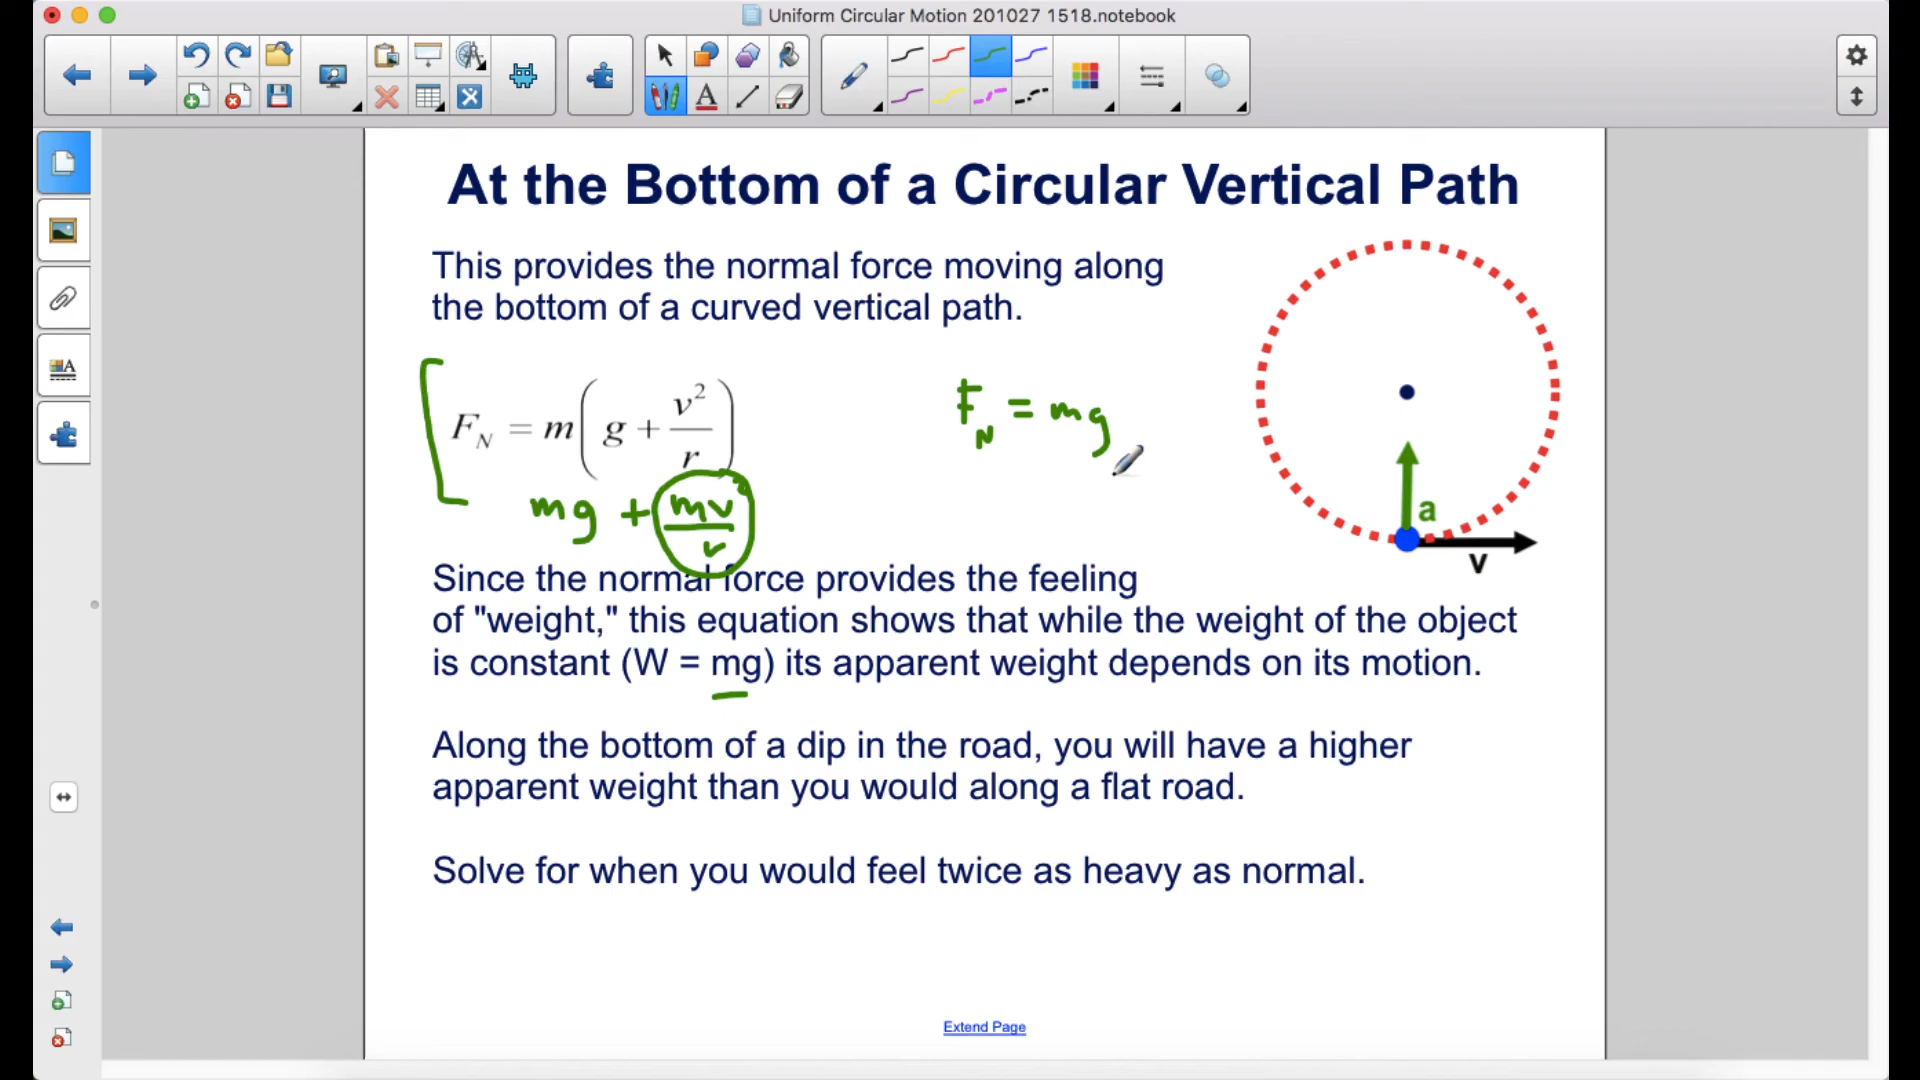 Uniform Circular Motion 201027 1518.notebook
At the Bottom of a Circular Vertical Path
This provides the normal force moving along
the bottom of a curved vertical path.
F_N = m(g + v²/r)
F_N = mg
mg + mv²/r
a
v
Since the normal force provides the feeling
of "weight," this equation shows that while the weight of the object
is constant (W = mg) its apparent weight depends on its motion.
Along the bottom of a dip in the road, you will have a higher
apparent weight than you would along a flat road.
Solve for when you would feel twice as heavy as normal.
Extend Page